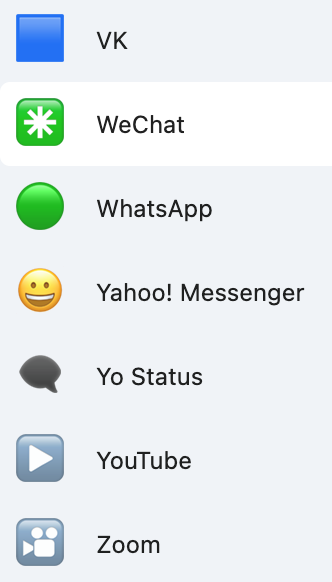 VK
WeChat
WhatsApp
Yahoo! Messenger
Yo Status
YouTube
Zoom